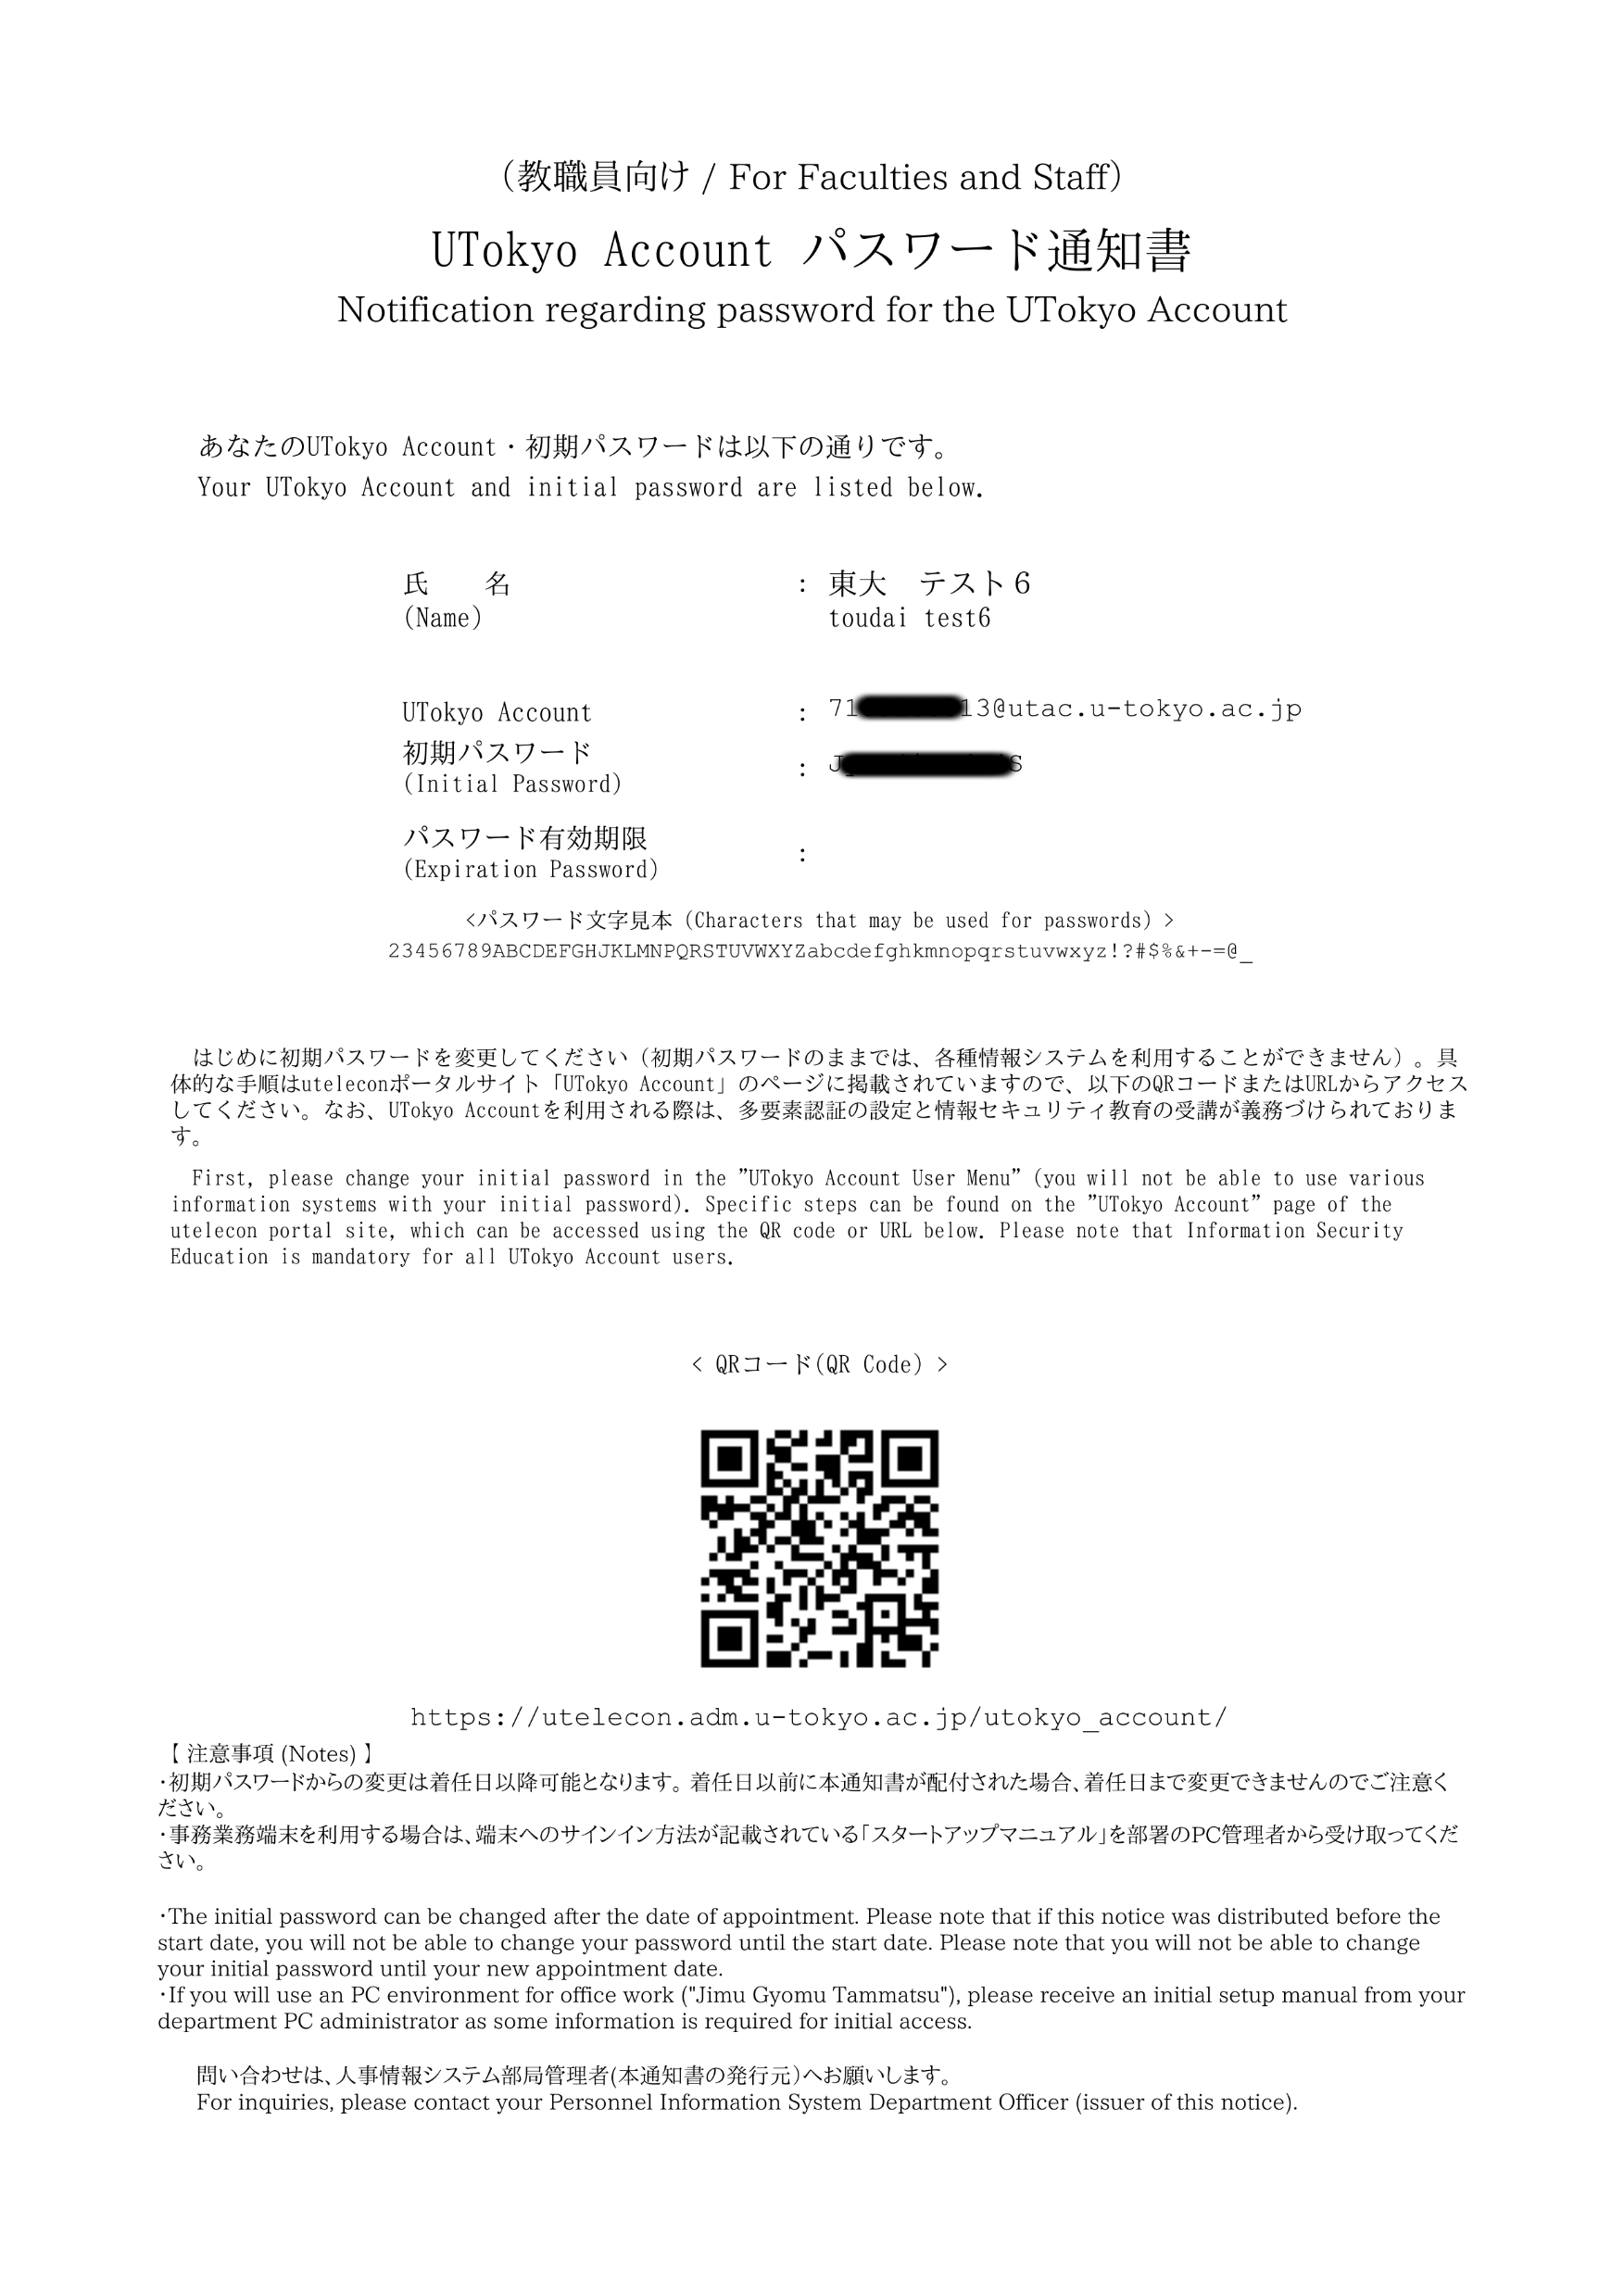 （教職員向け / For Faculties and Staff）
UTokyo Account パスワード通知書
Notification regarding password for the UTokyo Account
あなたのUTokyo Account・初期パスワードは以下の通りです。
Your UTokyo Account and initial password are listed below.
氏　　名 : 東大　テスト６
(Name) toudai test6
UTokyo Account : 71 13@utac.u-tokyo.ac.jp
初期パスワード
(Initial Password) : J S
パスワード有効期限
(Expiration Password) :
<パスワード文字見本 (Characters that may be used for passwords) >
23456789ABCDEFGHJKLMNPQRSTUVWXYZabcdefghkmnopqrstuvwxyz!?#$%&+-=@_
はじめに初期パスワードを変更してください（初期パスワードのままでは、各種情報システムを利用することができません）。具
体的な手順はuteleconポータルサイト「UTokyo Account」のページに掲載されていますので、以下のQRコードまたはURLからアクセス
してください。なお、UTokyo Accountを利用される際は、多要素認証の設定と情報セキュリティ教育の受講が義務づけられておりま
す。
First, please change your initial password in the ”UTokyo Account User Menu” (you will not be able to use various
information systems with your initial password). Specific steps can be found on the ”UTokyo Account” page of the
utelecon portal site, which can be accessed using the QR code or URL below. Please note that Information Security
Education is mandatory for all UTokyo Account users.
< QRコード(QR Code) >
https://utelecon.adm.u-tokyo.ac.jp/utokyo_account/
【 注意事項 (Notes) 】
・初期パスワードからの変更は着任日以降可能となります。着任日以前に本通知書が配付された場合、着任日まで変更できませんのでご注意く
ださい。
・事務業務端末を利用する場合は、端末へのサインイン方法が記載されている「スタートアップマニュアル」を部署のPC管理者から受け取ってくだ
さい。
・The initial password can be changed after the date of appointment. Please note that if this notice was distributed before the
start date, you will not be able to change your password until the start date. Please note that you will not be able to change
your initial password until your new appointment date.
・If you will use an PC environment for office work ("Jimu Gyomu Tammatsu"), please receive an initial setup manual from your
department PC administrator as some information is required for initial access.
問い合わせは、人事情報システム部局管理者(本通知書の発行元)へお願いします。
For inquiries, please contact your Personnel Information System Department Officer (issuer of this notice).